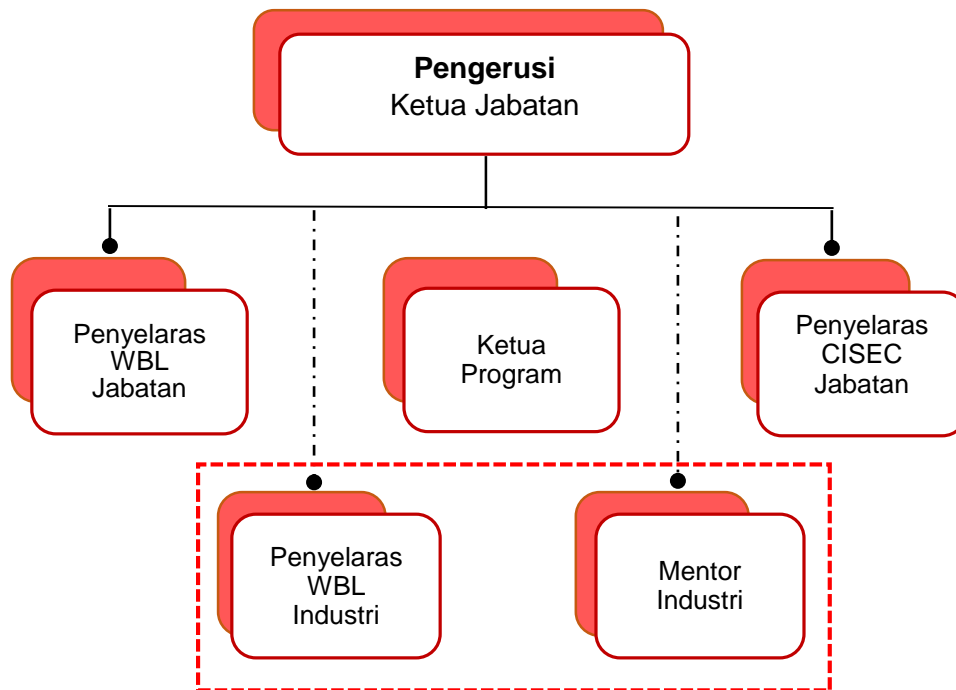 Pengerusi
Ketua Jabatan
Penyelaras
WBL
Jabatan
Ketua
Program
Penyelaras
CISEC
Jabatan
Penyelaras
WBL
Industri
Mentor
Industri